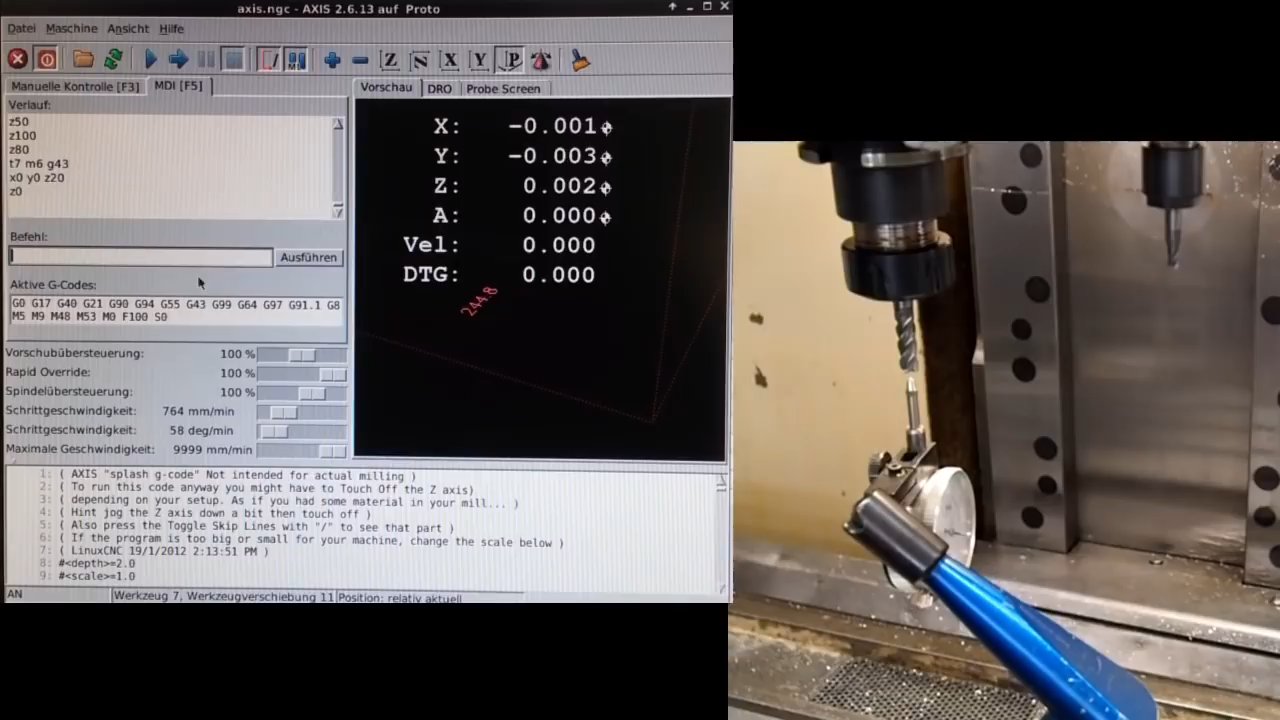 axis.ngc - AXIS 2.6.13 auf Proto
Datei Maschine Ansicht Hilfe
Z N X Y P
Manuelle Kontrolle [F3] MDI [F5]
Vorschau DRO Probe Screen
Verlauf:
z50
z100
z80
t7 m6 g43
x0 y0 z20
z0
X: -0.001
Y: -0.003
Z: 0.002
A: 0.000
Vel: 0.000
DTG: 0.000
244.8
Befehl:
Ausführen
Aktive G-Codes:
G0 G17 G40 G21 G90 G94 G55 G43 G99 G64 G97 G91.1 G8
M5 M9 M48 M53 M0 F100 S0
Vorschubübersteuerung: 100 %
Rapid Override: 100 %
Spindelübersteuerung: 100 %
Schrittgeschwindigkeit: 764 mm/min
Schrittgeschwindigkeit: 58 deg/min
Maximale Geschwindigkeit: 9999 mm/min
1: ( AXIS "splash g-code" Not intended for actual milling )
2: ( To run this code anyway you might have to Touch Off the Z axis)
3: ( depending on your setup. As if you had some material in your mill... )
4: ( Hint jog the Z axis down a bit then touch off )
5: ( Also press the Toggle Skip Lines with "/" to see that part )
6: ( If the program is too big or small for your machine, change the scale below )
7: ( LinuxCNC 19/1/2012 2:13:51 PM )
8: #<depth>=2.0
9: #<scale>=1.0
AN Werkzeug 7, Werkzeugverschiebung 11 Position: relativ aktuell